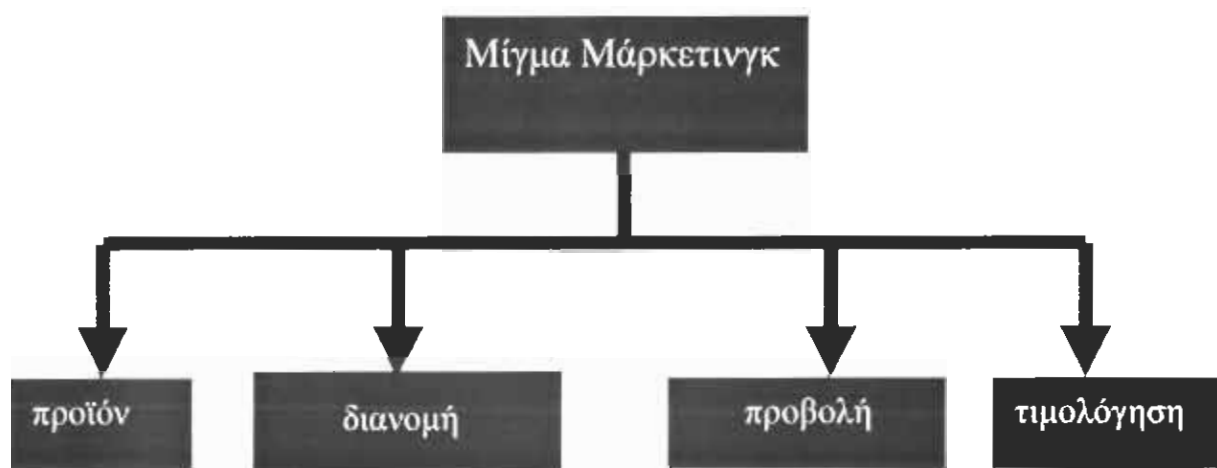 Μίγμα Μάρκετινγκ
προϊόν
διανομή
προβολή
τιμολόγηση